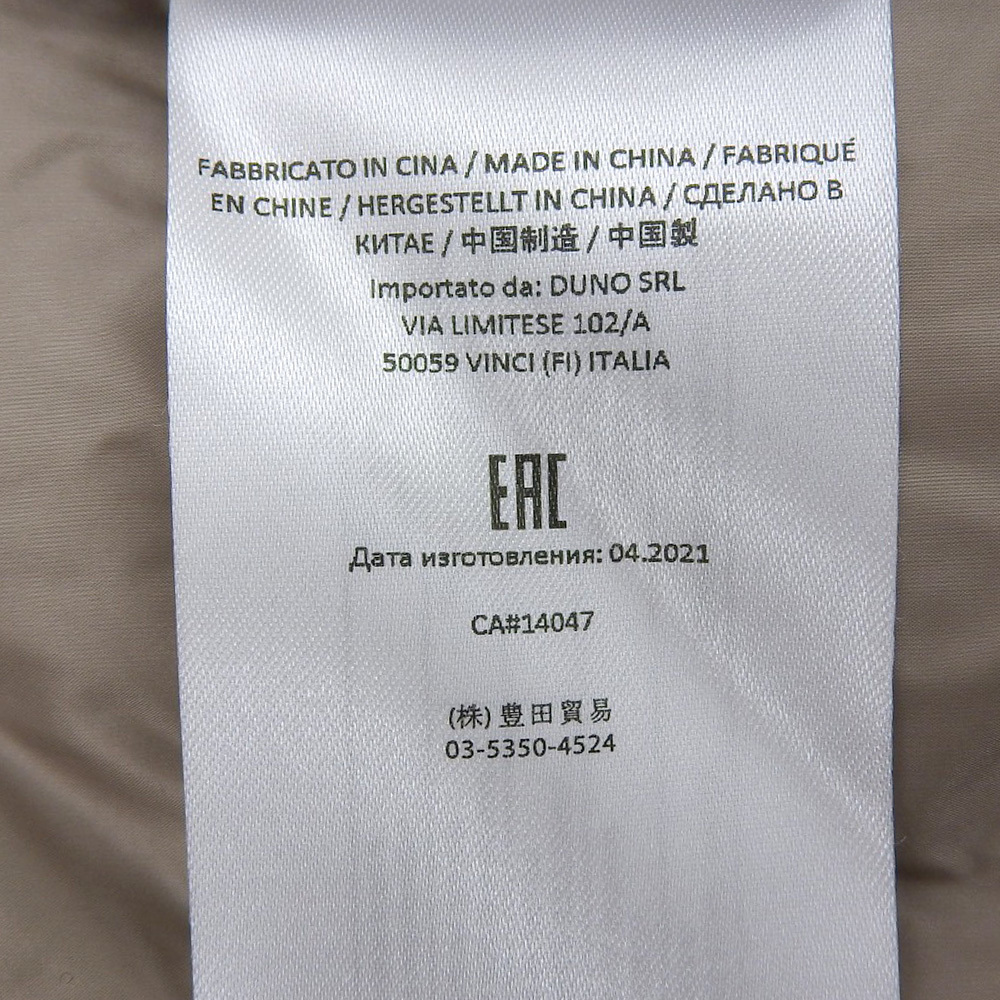 FABBRICATO IN CINA / MADE IN CHINA / FABRIQUÉ
EN CHINE / HERGESTELLT IN CHINA / СДЕЛАНО В
КИТАЕ / 中国制造 / 中国製
Importato da: DUNO SRL
VIA LIMITESE 102/A
50059 VINCI (FI) ITALIA
EAC
Дата изготовления: 04.2021
CA#14047
(株) 豊田貿易
03-5350-4524